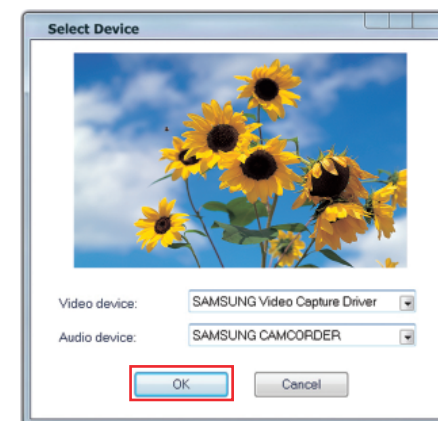 Select Device
Video device: SAMSUNG Video Capture Driver
Audio device: SAMSUNG CAMCORDER
OK Cancel